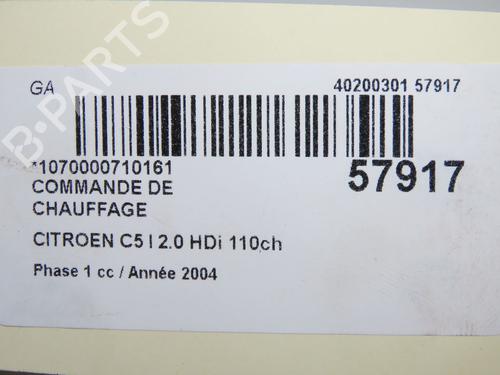 B-PARTS
GA
40200301 57917
*1070000710161
57917
COMMANDE DE
CHAUFFAGE
CITROEN C5 I 2.0 HDi 110ch
Phase 1 cc / Année 2004